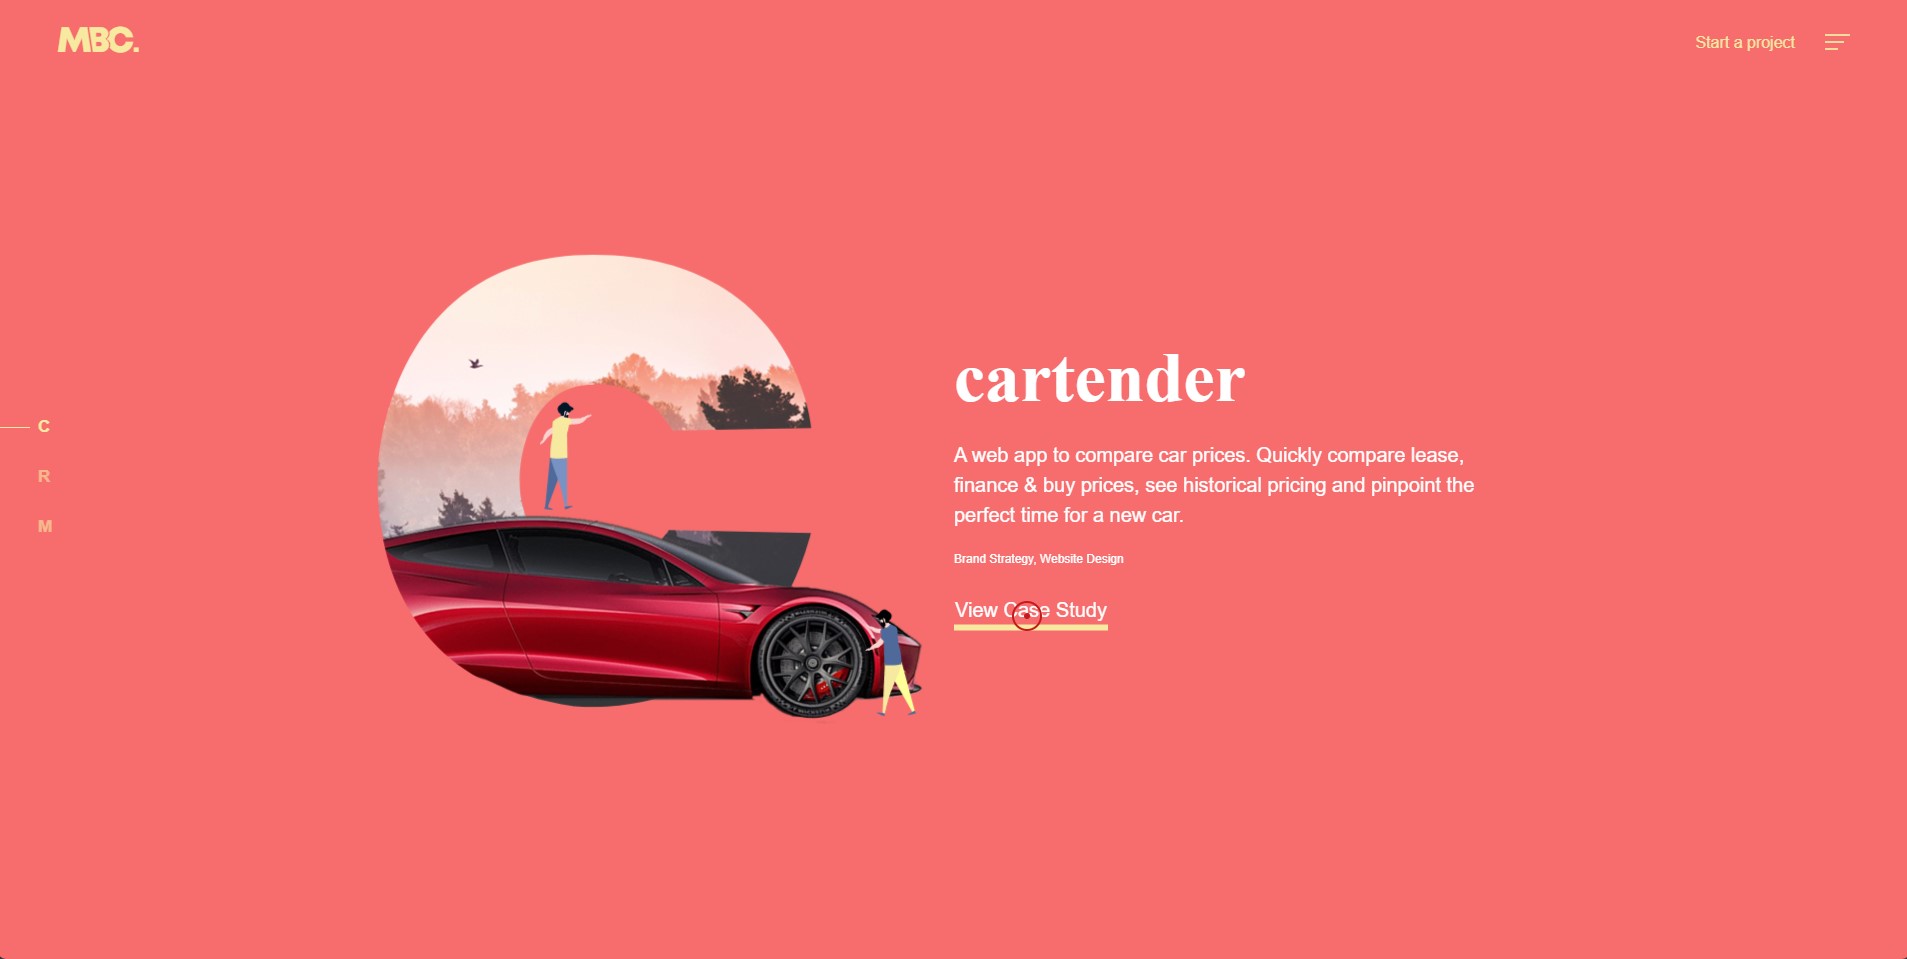 MBC.
Start a project
C
R
M
cartender
A web app to compare car prices. Quickly compare lease,
finance & buy prices, see historical pricing and pinpoint the
perfect time for a new car.
Brand Strategy, Website Design
View Case Study